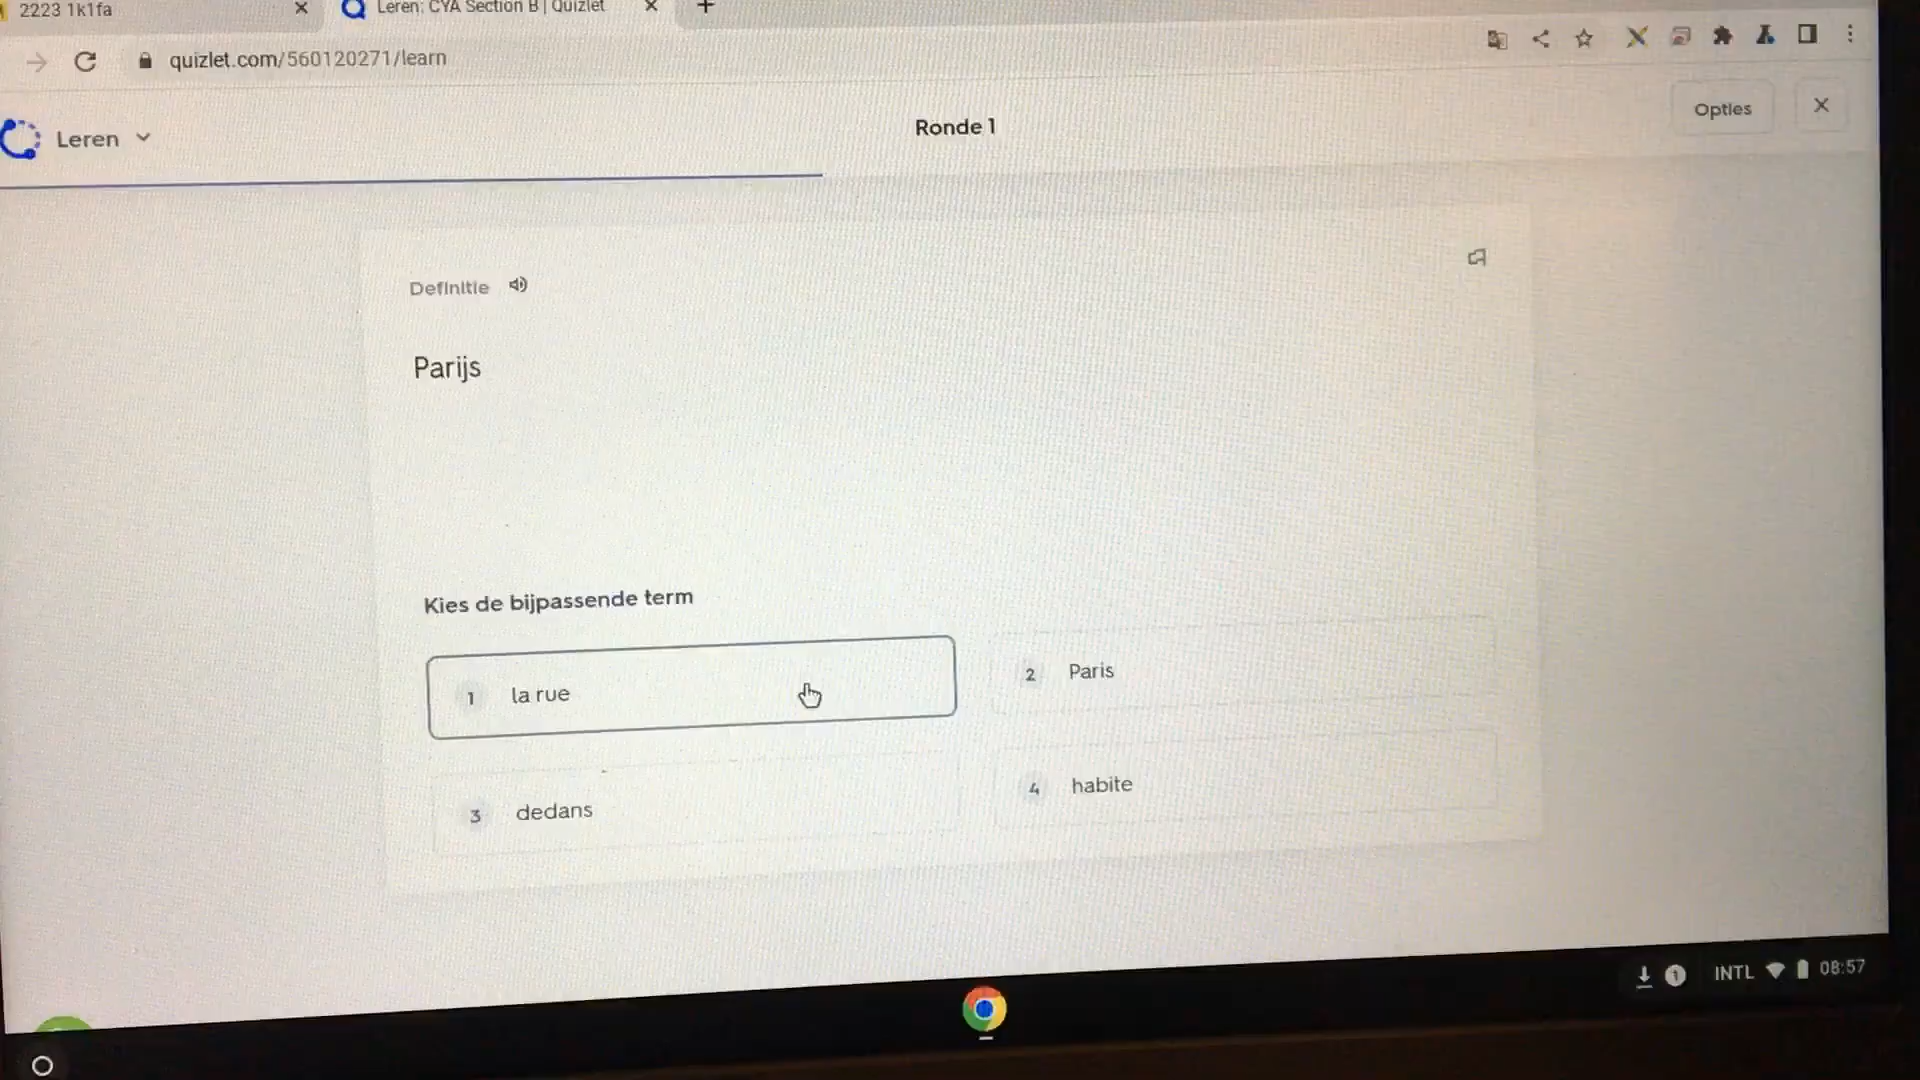 2223 1k1fa
Leren: CYA Section B | Quizlet
quizlet.com/560120271/learn
Leren
Ronde 1
Opties
Definitie
Parijs
Kies de bijpassende term
1 la rue
2 Paris
3 dedans
4 habite
1 INTL 08:57